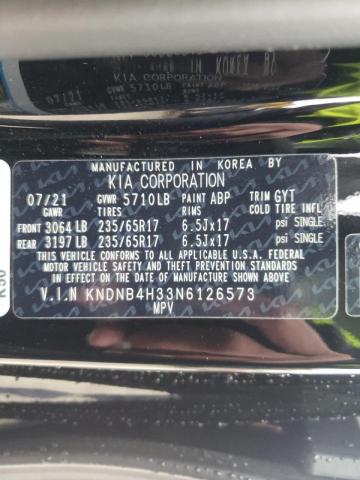 07/21
GVWR 5710LB
KIA CORPORATION
MANUFACTURED IN KOREA BY
KIA CORPORATION
07/21 GVWR 5710LB PAINT ABP TRIM GYT
GAWR TIRES RIMS COLD TIRE INFL
FRONT 3064 LB 235/65R17 6.5Jx17 psi SINGLE
REAR 3197 LB 235/65R17 6.5Jx17 psi SINGLE
THIS VEHICLE CONFORMS TO ALL APPLICABLE U.S.A. FEDERAL
MOTOR VEHICLE SAFETY STANDARDS
IN EFFECT ON THE DATE OF MANUFACTURE SHOWN ABOVE.
V.I.N KNDNB4H33N6126573
MPV